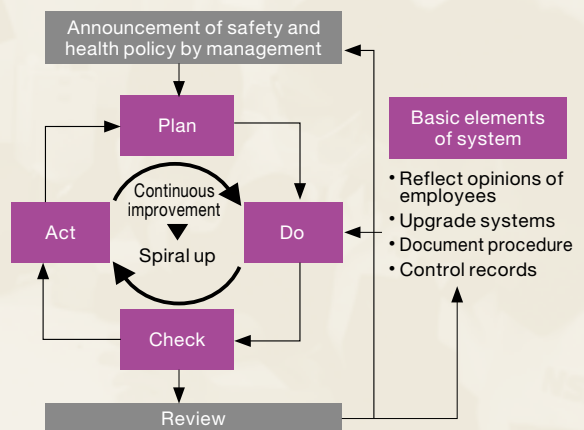 Announcement of safety and
health policy by management
Plan
Basic elements
of system
Continuous
improvement
▼
Spiral up
Act
Do
• Reflect opinions of
employees
• Upgrade systems
• Document procedure
• Control records
Check
Review